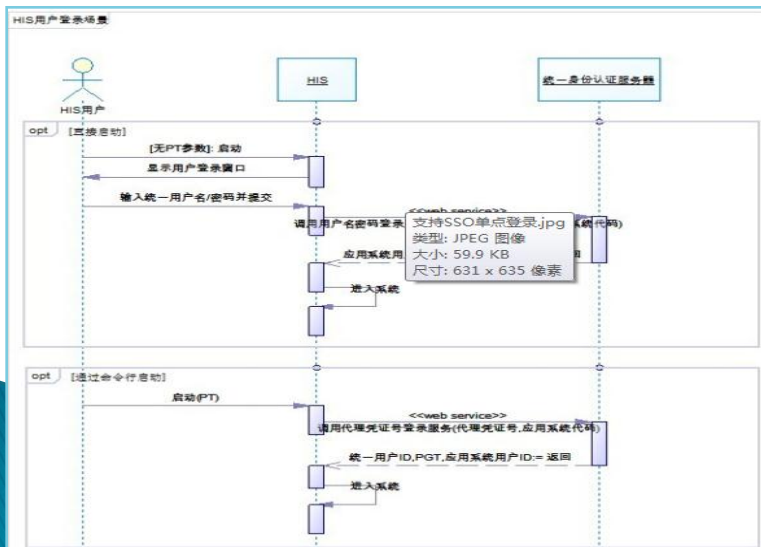 HIS用户登录场景
HIS
统一身份认证服务器
HIS用户
opt [直接启动]
[无PT参数]: 启动
显示用户登录窗口
输入统一用户名/密码并提交
<<web service>>
调用用户名密码登录
系统代码)
支持SSO单点登录.jpg
类型: JPEG 图像
大小: 59.9 KB
尺寸: 631 x 635 像素
应用系统用
回
进入系统
opt [通过命令行启动]
启动(PT)
<<web service>>
调用代理凭证号登录服务(代理凭证号,应用系统代码)
统一用户ID,PGT,应用系统用户ID:= 返回
进入系统